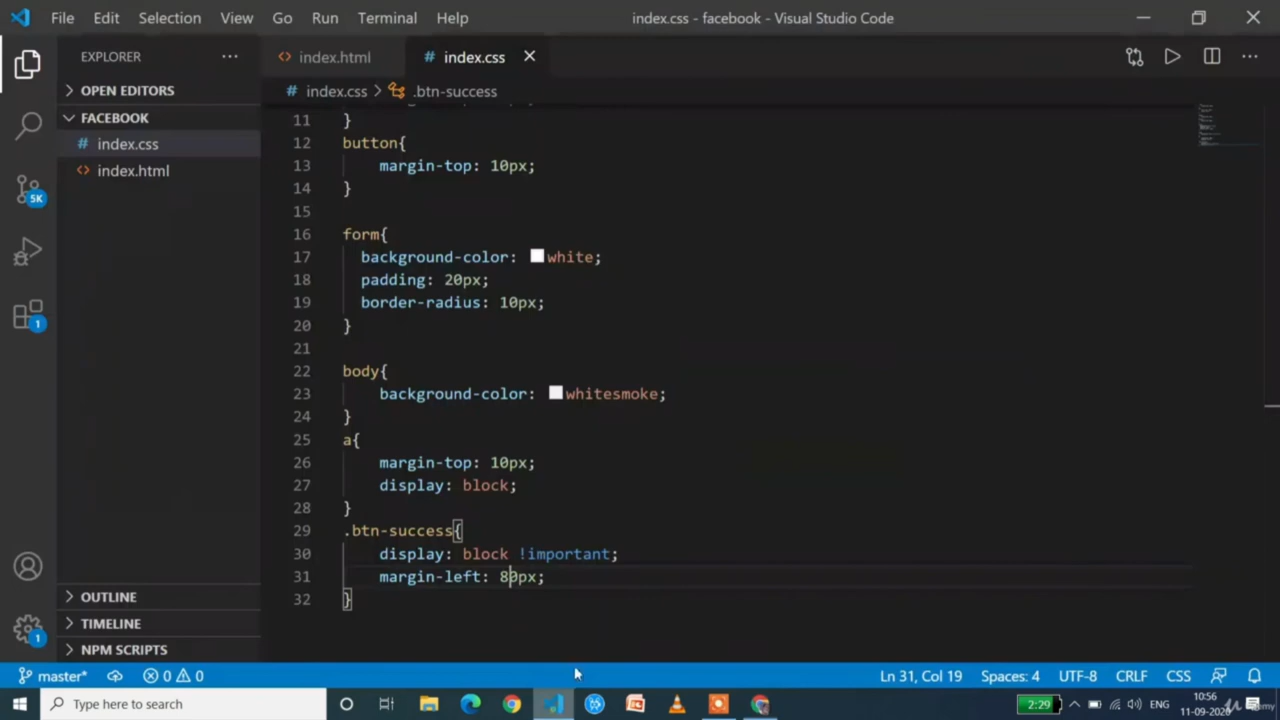 File Edit Selection View Go Run Terminal Help index.css - facebook - Visual Studio Code
EXPLORER
index.html
index.css
OPEN EDITORS
index.css > .btn-success
FACEBOOK
index.css
index.html
5K
1
1
OUTLINE
TIMELINE
NPM SCRIPTS
11 }
12 button{
13 margin-top: 10px;
14 }
15
16 form{
17 background-color: white;
18 padding: 20px;
19 border-radius: 10px;
20 }
21
22 body{
23 background-color: whitesmoke;
24 }
25 a{
26 margin-top: 10px;
27 display: block;
28 }
29 .btn-success{
30 display: block !important;
31 margin-left: 80px;
32 }
master* 0 0 Ln 31, Col 19 Spaces: 4 UTF-8 CRLF CSS
Type here to search
2:29
ENG
10:56
11-09-2020